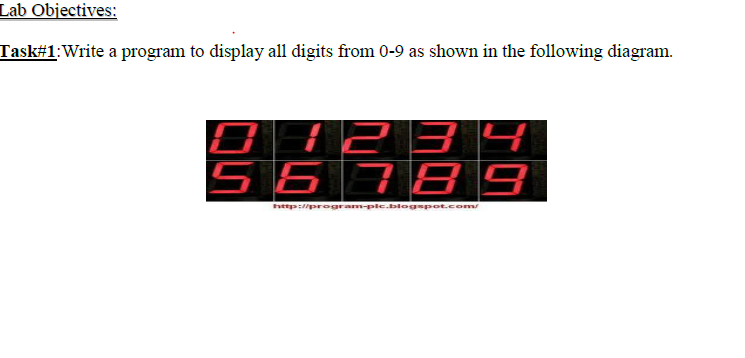 Lab Objectives:
Task#1:Write a program to display all digits from 0-9 as shown in the following diagram.
0 1 2 3 4
5 6 7 8 9
http://program-plc.blogspot.com/